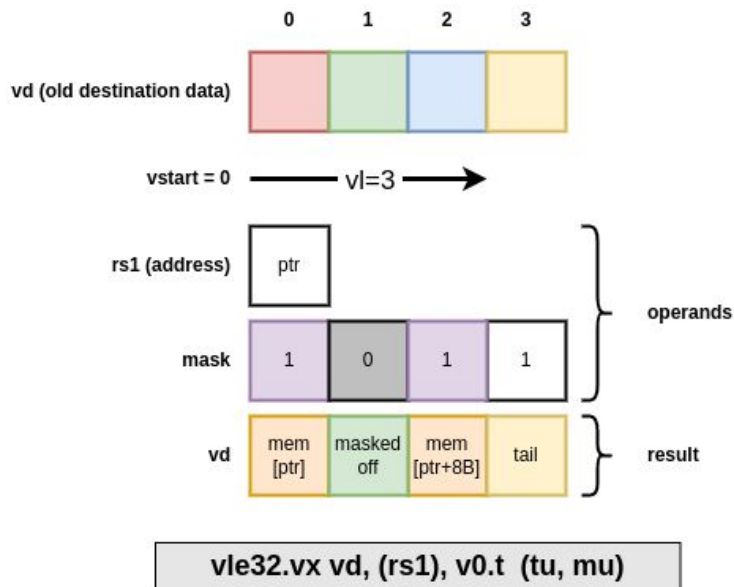 0 1 2 3
vd (old destination data)
vstart = 0 vl=3
rs1 (address) ptr
operands
mask 1 0 1 1
vd mem [ptr] masked off mem [ptr+8B] tail result
vle32.vx vd, (rs1), v0.t (tu, mu)